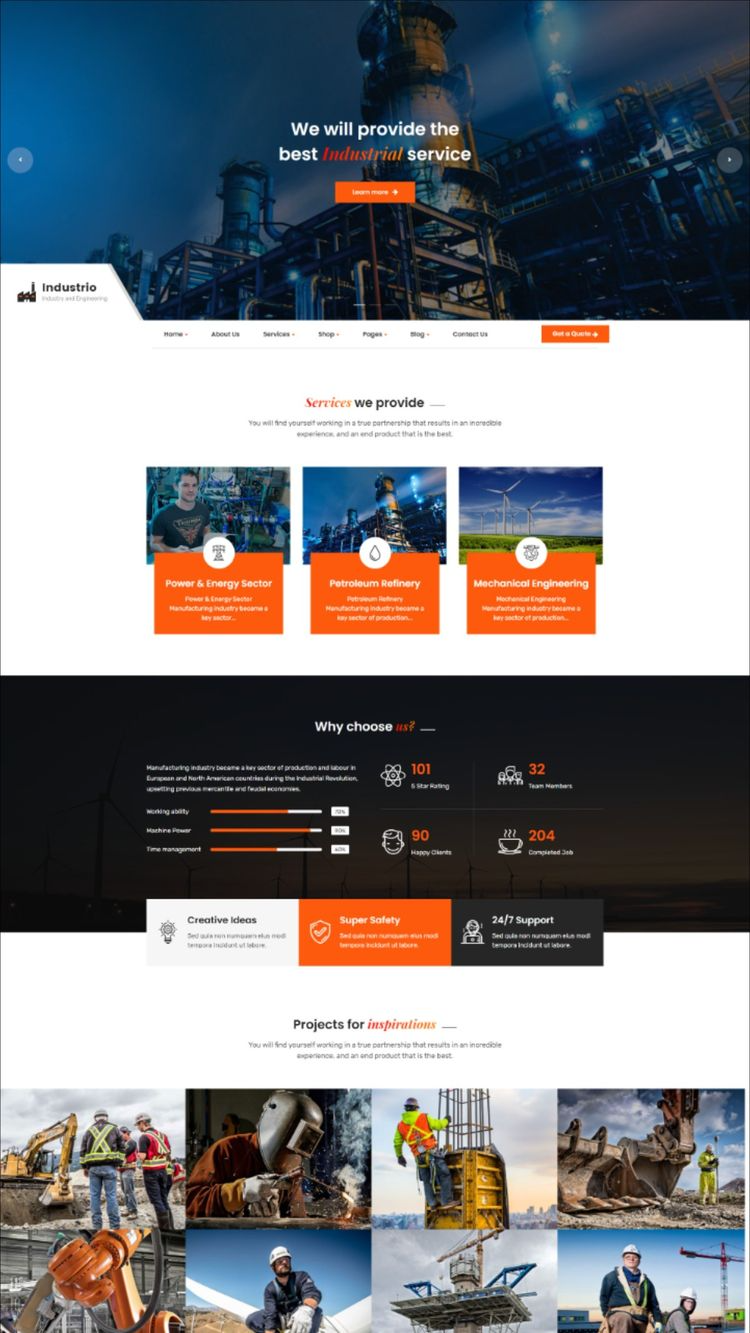 We will provide the
best Industrial service
Learn more
Industrio
Industry and Engineering
Home
About Us
Services
Shop
Pages
Blog
Contact Us
Get a Quote
Services we provide
You will find yourself working in a true partnership that results in an incredible
experience, and an end product that is the best.
Power & Energy Sector
Power & Energy Sector
Manufacturing industry became a
key sector...
Petroleum Refinery
Petroleum Refinery
Manufacturing industry became a
key sector of production...
Mechanical Engineering
Mechanical Engineering
Manufacturing industry became a
key sector of production...
Why choose us?
Manufacturing industry became a key sector of production and labour in
European and North American countries during the Industrial Revolution,
upsetting previous mercantile and feudal economies.
Working ability
70%
Machine Power
80%
Time management
60%
101
5 Star Rating
32
Team Members
90
Happy Clients
204
Completed Job
Creative Ideas
Sed quia non numquam eius modi
tempora incidunt ut labore.
Super Safety
Sed quia non numquam eius modi
tempora incidunt ut labore.
24/7 Support
Sed quia non numquam eius modi
tempora incidunt ut labore.
Projects for inspirations
You will find yourself working in a true partnership that results in an incredible
experience, and an end product that is the best.